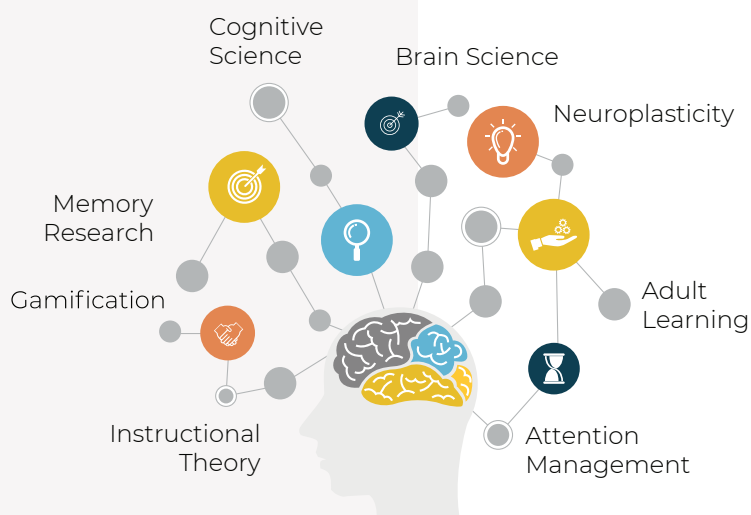 Cognitive
Science
Brain Science
Neuroplasticity
Memory
Research
Gamification
Adult
Learning
Instructional
Theory
Attention
Management